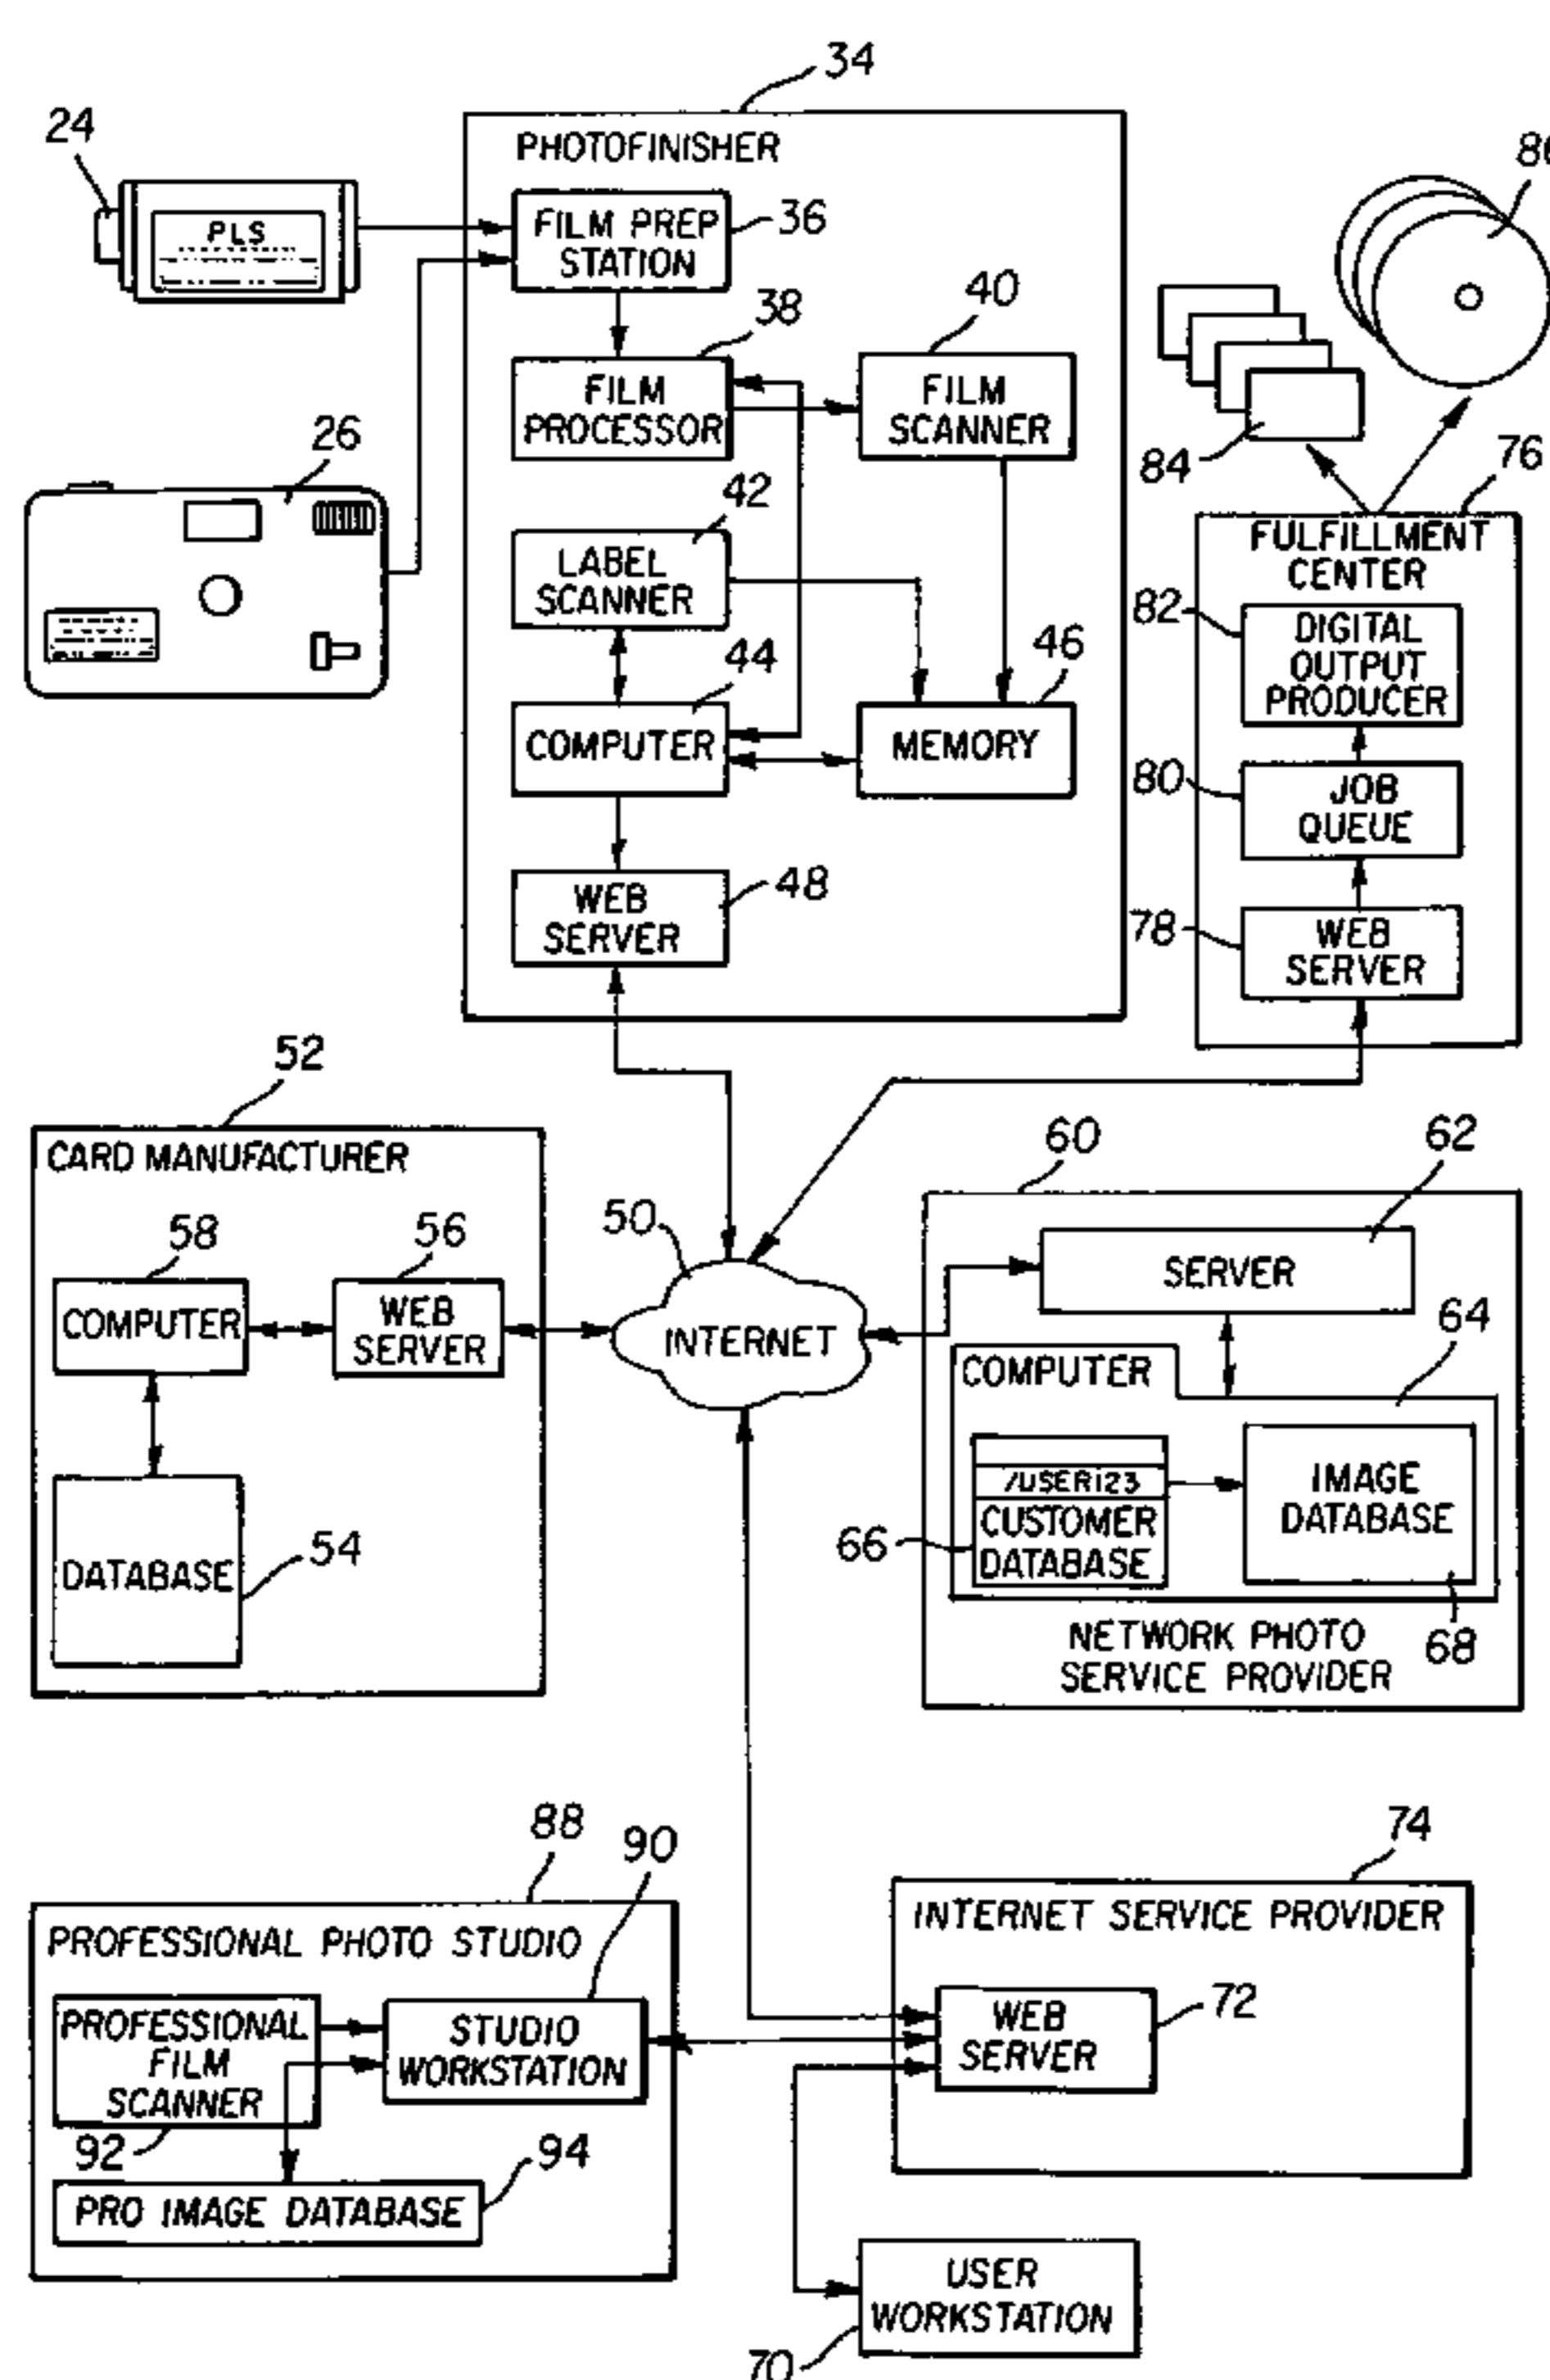 34
PHOTOFINISHER
24
PLS
FILM PREP
STATION
36
38
40
FILM
PROCESSOR
FILM
SCANNER
26
42
LABEL
SCANNER
44
46
COMPUTER
MEMORY
WEB
SERVER
48
84
76
FULFILLMENT
CENTER
82
DIGITAL
OUTPUT
PRODUCER
80
JOB
QUEUE
78
WEB
SERVER
52
CARD MANUFACTURER
58
56
COMPUTER
WEB
SERVER
DATABASE
54
50
INTERNET
60
62
SERVER
64
COMPUTER
/USER123
CUSTOMER
DATABASE
66
IMAGE
DATABASE
68
NETWORK PHOTO
SERVICE PROVIDER
88
90
PROFESSIONAL PHOTO STUDIO
PROFESSIONAL
FILM
SCANNER
92
STUDIO
WORKSTATION
94
PRO IMAGE DATABASE
74
INTERNET SERVICE PROVIDER
WEB
SERVER
72
USER
WORKSTATION
70